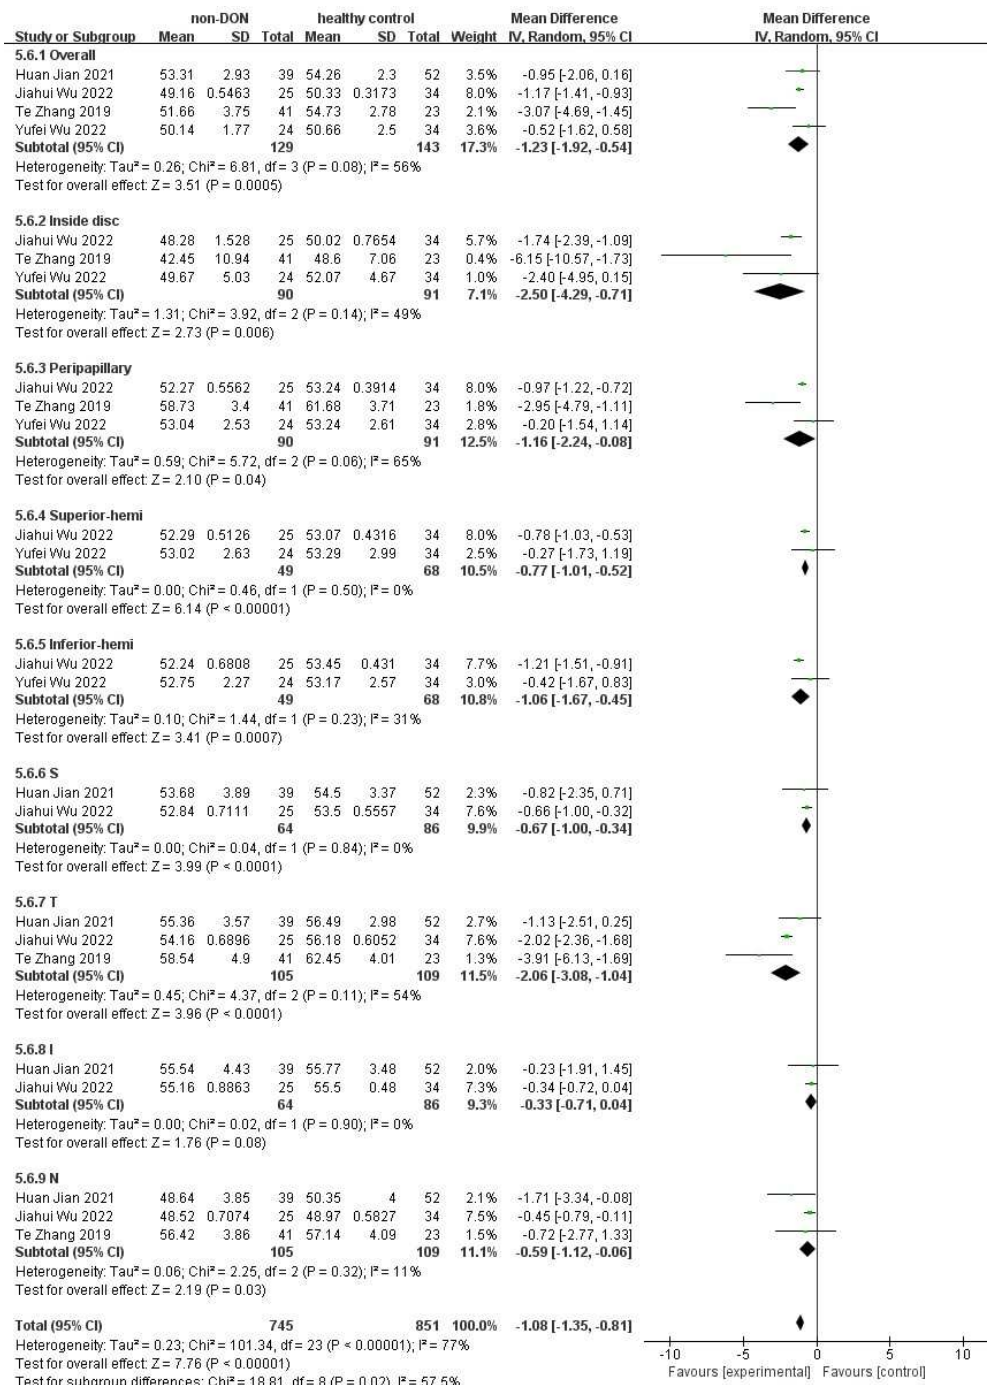 non-DON healthy control Mean Difference Mean Difference
Study or Subgroup Mean SD Total Mean SD Total Weight IV, Random, 95% CI IV, Random, 95% CI
5.6.1 Overall
Huan Jian 2021 53.31 2.93 39 54.26 2.3 52 3.5% -0.95 [-2.06, 0.16]
Jiahui Wu 2022 49.16 0.5463 25 50.33 0.3173 34 8.0% -1.17 [-1.41, -0.93]
Te Zhang 2019 51.66 3.75 41 54.73 2.78 23 2.1% -3.07 [-4.69, -1.45]
Yufei Wu 2022 50.14 1.77 24 50.66 2.5 34 3.6% -0.52 [-1.62, 0.58]
Subtotal (95% CI) 129 143 17.3% -1.23 [-1.92, -0.54]
Heterogeneity: Tau² = 0.26; Chi² = 6.81, df = 3 (P = 0.08); I² = 56%
Test for overall effect: Z = 3.51 (P = 0.0005)
5.6.2 Inside disc
Jiahui Wu 2022 48.28 1.528 25 50.02 0.7654 34 5.7% -1.74 [-2.39, -1.09]
Te Zhang 2019 42.45 10.94 41 48.6 7.06 23 0.4% -6.15 [-10.57, -1.73]
Yufei Wu 2022 49.67 5.03 24 52.07 4.67 34 1.0% -2.40 [-4.95, 0.15]
Subtotal (95% CI) 90 91 7.1% -2.50 [-4.29, -0.71]
Heterogeneity: Tau² = 1.31; Chi² = 3.92, df = 2 (P = 0.14); I² = 49%
Test for overall effect: Z = 2.73 (P = 0.006)
5.6.3 Peripapillary
Jiahui Wu 2022 52.27 0.5562 25 53.24 0.3914 34 8.0% -0.97 [-1.22, -0.72]
Te Zhang 2019 58.73 3.4 41 61.68 3.71 23 1.8% -2.95 [-4.79, -1.11]
Yufei Wu 2022 53.04 2.53 24 53.24 2.61 34 2.8% -0.20 [-1.54, 1.14]
Subtotal (95% CI) 90 91 12.5% -1.16 [-2.24, -0.08]
Heterogeneity: Tau² = 0.59; Chi² = 5.72, df = 2 (P = 0.06); I² = 65%
Test for overall effect: Z = 2.10 (P = 0.04)
5.6.4 Superior-hemi
Jiahui Wu 2022 52.29 0.5126 25 53.07 0.4316 34 8.0% -0.78 [-1.03, -0.53]
Yufei Wu 2022 53.02 2.63 24 53.29 2.99 34 2.5% -0.27 [-1.73, 1.19]
Subtotal (95% CI) 49 68 10.5% -0.77 [-1.01, -0.52]
Heterogeneity: Tau² = 0.00; Chi² = 0.46, df = 1 (P = 0.50); I² = 0%
Test for overall effect: Z = 6.14 (P < 0.00001)
5.6.5 Inferior-hemi
Jiahui Wu 2022 52.24 0.6808 25 53.45 0.431 34 7.7% -1.21 [-1.51, -0.91]
Yufei Wu 2022 52.75 2.27 24 53.17 2.57 34 3.0% -0.42 [-1.67, 0.83]
Subtotal (95% CI) 49 68 10.8% -1.06 [-1.67, -0.45]
Heterogeneity: Tau² = 0.10; Chi² = 1.44, df = 1 (P = 0.23); I² = 31%
Test for overall effect: Z = 3.41 (P = 0.0007)
5.6.6 S
Huan Jian 2021 53.68 3.89 39 54.5 3.37 52 2.3% -0.82 [-2.35, 0.71]
Jiahui Wu 2022 52.84 0.7111 25 53.5 0.5557 34 7.6% -0.66 [-1.00, -0.32]
Subtotal (95% CI) 64 86 9.9% -0.67 [-1.00, -0.34]
Heterogeneity: Tau² = 0.00; Chi² = 0.04, df = 1 (P = 0.84); I² = 0%
Test for overall effect: Z = 3.99 (P < 0.0001)
5.6.7 T
Huan Jian 2021 55.36 3.57 39 56.49 2.98 52 2.7% -1.13 [-2.51, 0.25]
Jiahui Wu 2022 54.16 0.6896 25 56.18 0.6052 34 7.6% -2.02 [-2.36, -1.68]
Te Zhang 2019 58.54 4.9 41 62.45 4.01 23 1.3% -3.91 [-6.13, -1.69]
Subtotal (95% CI) 105 109 11.5% -2.06 [-3.08, -1.04]
Heterogeneity: Tau² = 0.45; Chi² = 4.37, df = 2 (P = 0.11); I² = 54%
Test for overall effect: Z = 3.96 (P < 0.0001)
5.6.8 I
Huan Jian 2021 55.54 4.43 39 55.77 3.48 52 2.0% -0.23 [-1.91, 1.45]
Jiahui Wu 2022 55.16 0.8863 25 55.5 0.48 34 7.3% -0.34 [-0.72, 0.04]
Subtotal (95% CI) 64 86 9.3% -0.33 [-0.71, 0.04]
Heterogeneity: Tau² = 0.00; Chi² = 0.02, df = 1 (P = 0.90); I² = 0%
Test for overall effect: Z = 1.76 (P = 0.08)
5.6.9 N
Huan Jian 2021 48.64 3.85 39 50.35 4 52 2.1% -1.71 [-3.34, -0.08]
Jiahui Wu 2022 48.52 0.7074 25 48.97 0.5827 34 7.5% -0.45 [-0.79, -0.11]
Te Zhang 2019 56.42 3.86 41 57.14 4.09 23 1.5% -0.72 [-2.77, 1.33]
Subtotal (95% CI) 105 109 11.1% -0.59 [-1.12, -0.06]
Heterogeneity: Tau² = 0.06; Chi² = 2.25, df = 2 (P = 0.32); I² = 11%
Test for overall effect: Z = 2.19 (P = 0.03)
Total (95% CI) 745 851 100.0% -1.08 [-1.35, -0.81]
Heterogeneity: Tau² = 0.23; Chi² = 101.34, df = 23 (P < 0.00001); I² = 77%
Test for overall effect: Z = 7.76 (P < 0.00001)
Test for subgroup differences: Chi² = 18.81, df = 8 (P = 0.02), I² = 57.5%
-10 -5 0 5 10
Favours [experimental] Favours [control]